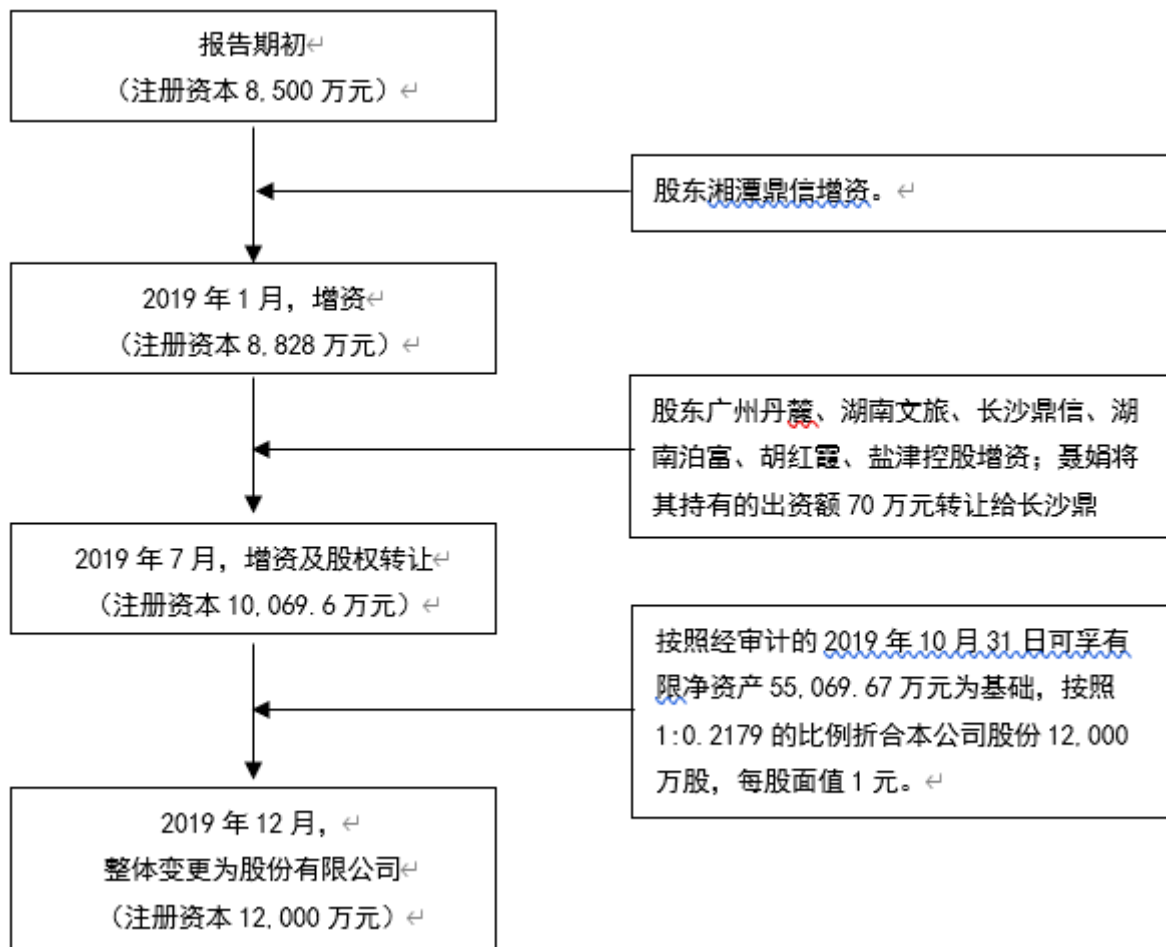 报告期初↵
（注册资本 8,500 万元）↵
股东湘潭鼎信增资。↵
2019 年 1 月，增资↵
（注册资本 8,828 万元）↵
股东广州丹麓、湖南文旅、长沙鼎信、湖
南泊富、胡红霞、盐津控股增资；聂娟将
其持有的出资额 70 万元转让给长沙鼎
2019 年 7 月，增资及股权转让↵
（注册资本 10,069.6 万元）↵
按照经审计的 2019 年 10 月 31 日可孚有
限净资产 55,069.67 万元为基础，按照
1:0.2179 的比例折合本公司股份 12,000
万股，每股面值 1 元。↵
2019 年 12 月，↵
整体变更为股份有限公司↵
（注册资本 12,000 万元）↵